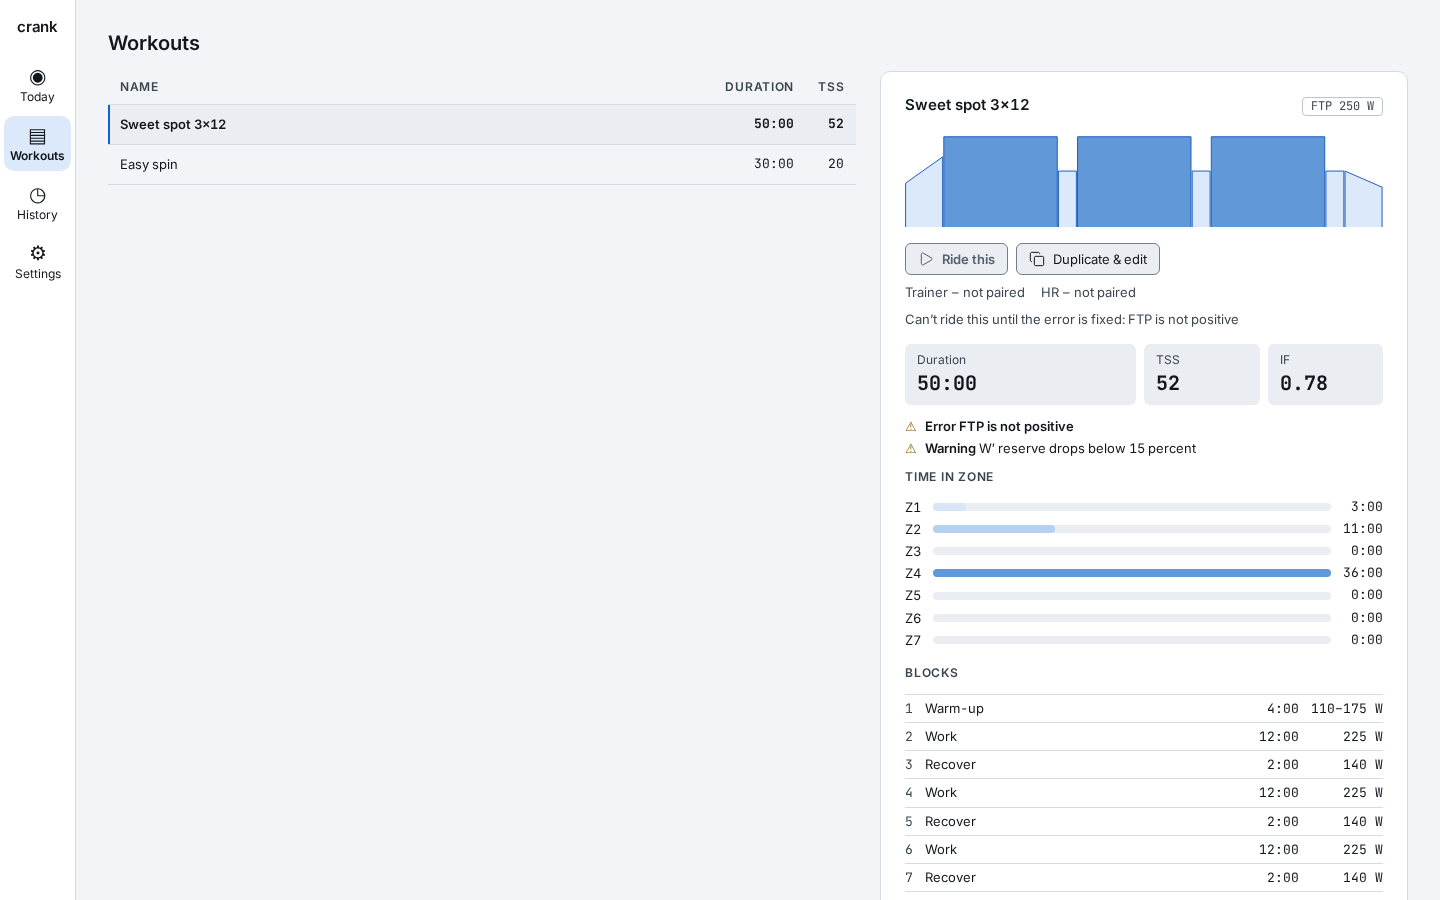 crank
Today
Workouts
History
Settings
Workouts
NAME DURATION TSS
Sweet spot 3×12 50:00 52
Easy spin 30:00 20
Sweet spot 3×12 FTP 250 W
Ride this Duplicate & edit
Trainer – not paired HR – not paired
Can’t ride this until the error is fixed: FTP is not positive
Duration TSS IF
50:00 52 0.78
Error FTP is not positive
Warning W′ reserve drops below 15 percent
TIME IN ZONE
Z1 3:00
Z2 11:00
Z3 0:00
Z4 36:00
Z5 0:00
Z6 0:00
Z7 0:00
BLOCKS
1 Warm-up 4:00 110–175 W
2 Work 12:00 225 W
3 Recover 2:00 140 W
4 Work 12:00 225 W
5 Recover 2:00 140 W
6 Work 12:00 225 W
7 Recover 2:00 140 W